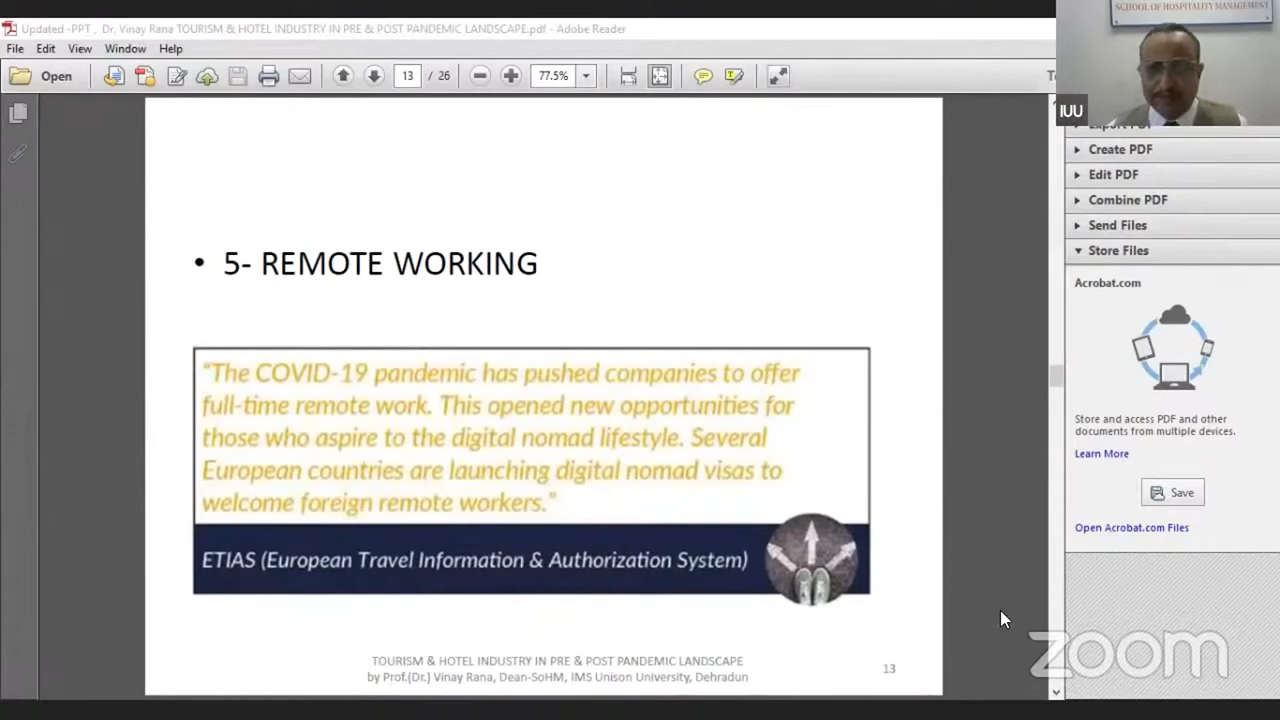 SCHOOL OF HOSPITALITY MANAGEMENT
Updated -PPT , Dr. Vinay Rana TOURISM & HOTEL INDUSTRY IN PRE & POST PANDEMIC LANDSCAPE.pdf - Adobe Reader
File Edit View Window Help
Open 13 / 26 77.5%
IUU
Export PDF
Create PDF
Edit PDF
Combine PDF
Send Files
Store Files
Acrobat.com
Store and access PDF and other
documents from multiple devices.
Learn More
Save
Open Acrobat.com Files
• 5- REMOTE WORKING
“The COVID-19 pandemic has pushed companies to offer
full-time remote work. This opened new opportunities for
those who aspire to the digital nomad lifestyle. Several
European countries are launching digital nomad visas to
welcome foreign remote workers.”
ETIAS (European Travel Information & Authorization System)
TOURISM & HOTEL INDUSTRY IN PRE & POST PANDEMIC LANDSCAPE
by Prof.(Dr.) Vinay Rana, Dean-SoHM, IMS Unison University, Dehradun
13
zoom